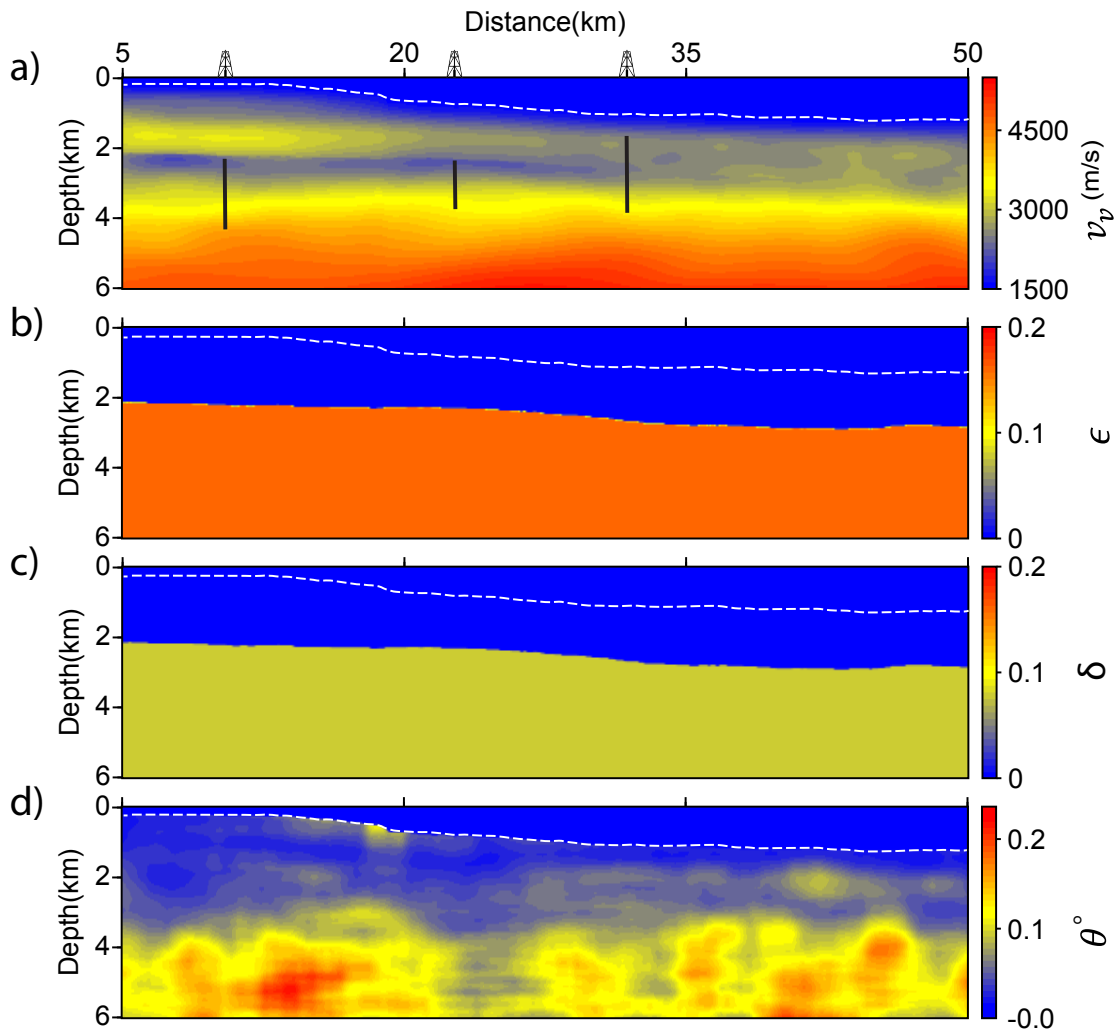 Distance(km)
5 20 35 50
a)
0
2
4
6
Depth(km)
4500
3000
1500
v_v (m/s)
b)
0
2
4
6
Depth(km)
0.2
0.1
0
ϵ
c)
0
2
4
6
Depth(km)
0.2
0.1
0
δ
d)
0
2
4
6
Depth(km)
0.2
0.1
-0.0
θ°